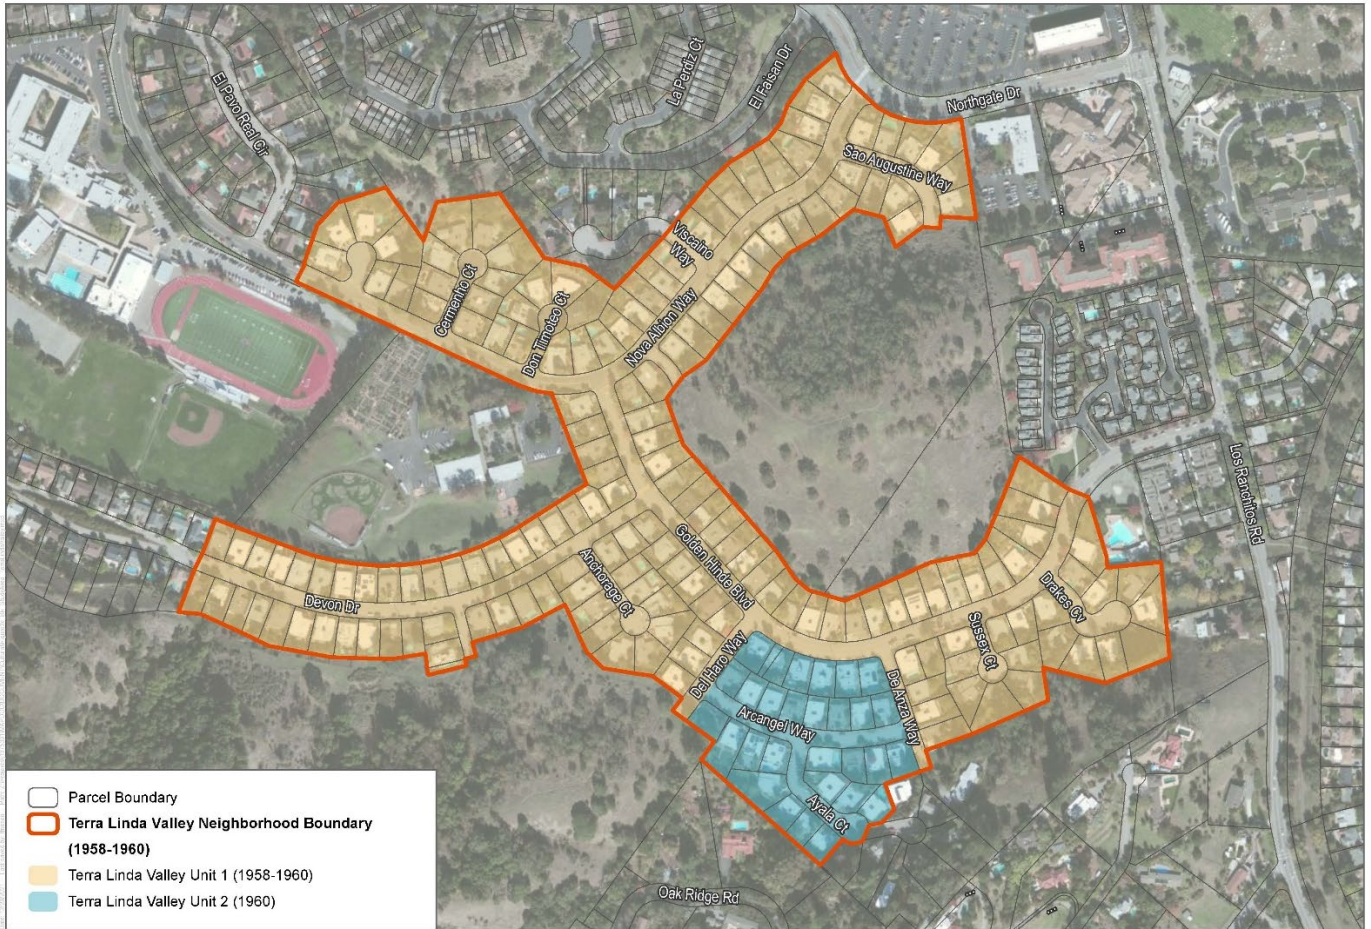 La Perdiz Ct
El Faisan Dr
El Pavo Real Cir
Northgate Dr
Sao Augustine Way
Viscaino
Way
Cermenho Ct
Don Timoteo Ct
Nova Albion Way
Los Ranchitos Rd
Golden Hinde Blvd
Anchorage Ct
Devon Dr
Drakes Cv
Sussex Ct
Del Haro Way
De Anza Way
Arcangel Way
Ayala Ct
Oak Ridge Rd
Parcel Boundary
Terra Linda Valley Neighborhood Boundary
(1958-1960)
Terra Linda Valley Unit 1 (1958-1960)
Terra Linda Valley Unit 2 (1960)